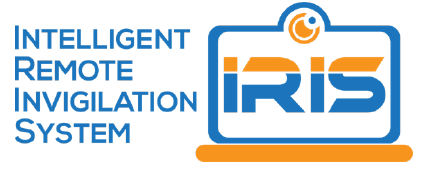 INTELLIGENT
REMOTE
INVIGILATION
SYSTEM
IRIS